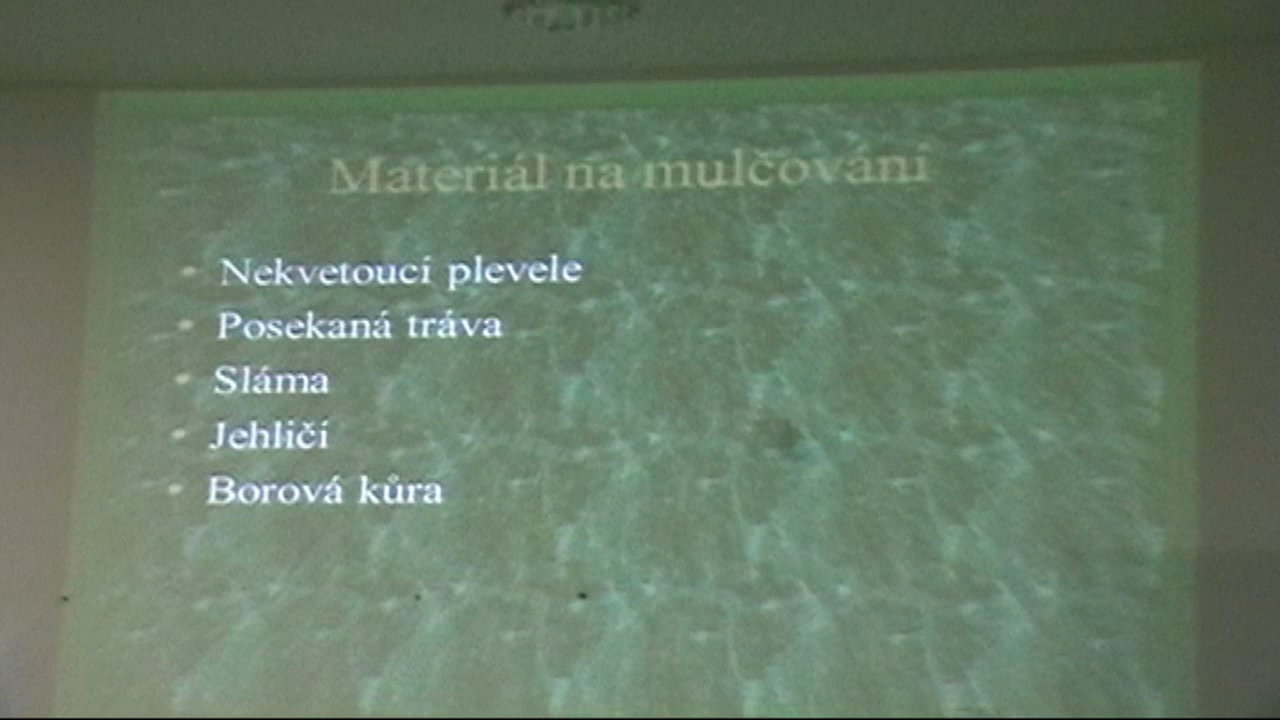 Materiál na mulčování
• Nekvetoucí plevele
• Posekaná tráva
• Sláma
• Jehličí
• Borová kůra